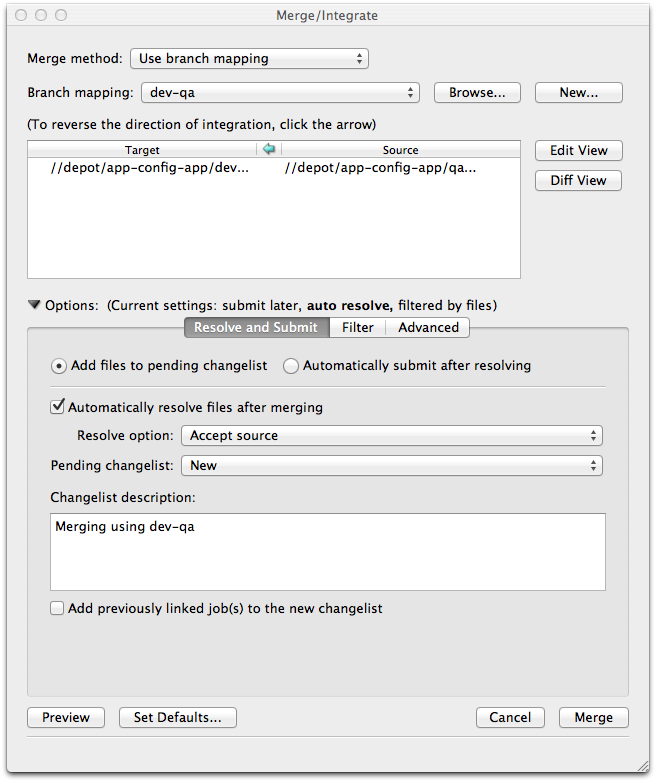 Merge/Integrate
Merge method: Use branch mapping
Branch mapping: dev-qa Browse... New...
(To reverse the direction of integration, click the arrow)
Target Source Edit View
//depot/app-config-app/dev... //depot/app-config-app/qa...
Diff View
Options: (Current settings: submit later, auto resolve, filtered by files)
Resolve and Submit Filter Advanced
Add files to pending changelist Automatically submit after resolving
Automatically resolve files after merging
Resolve option: Accept source
Pending changelist: New
Changelist description:
Merging using dev-qa
Add previously linked job(s) to the new changelist
Preview Set Defaults... Cancel Merge